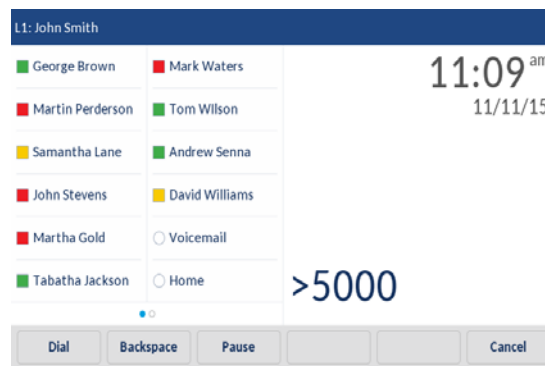 L1: John Smith
George Brown
Mark Waters
11:09 am
Martin Perderson
Tom WIlson
11/11/15
Samantha Lane
Andrew Senna
John Stevens
David Williams
Martha Gold
Voicemail
Tabatha Jackson
Home
>5000
Dial
Backspace
Pause
Cancel